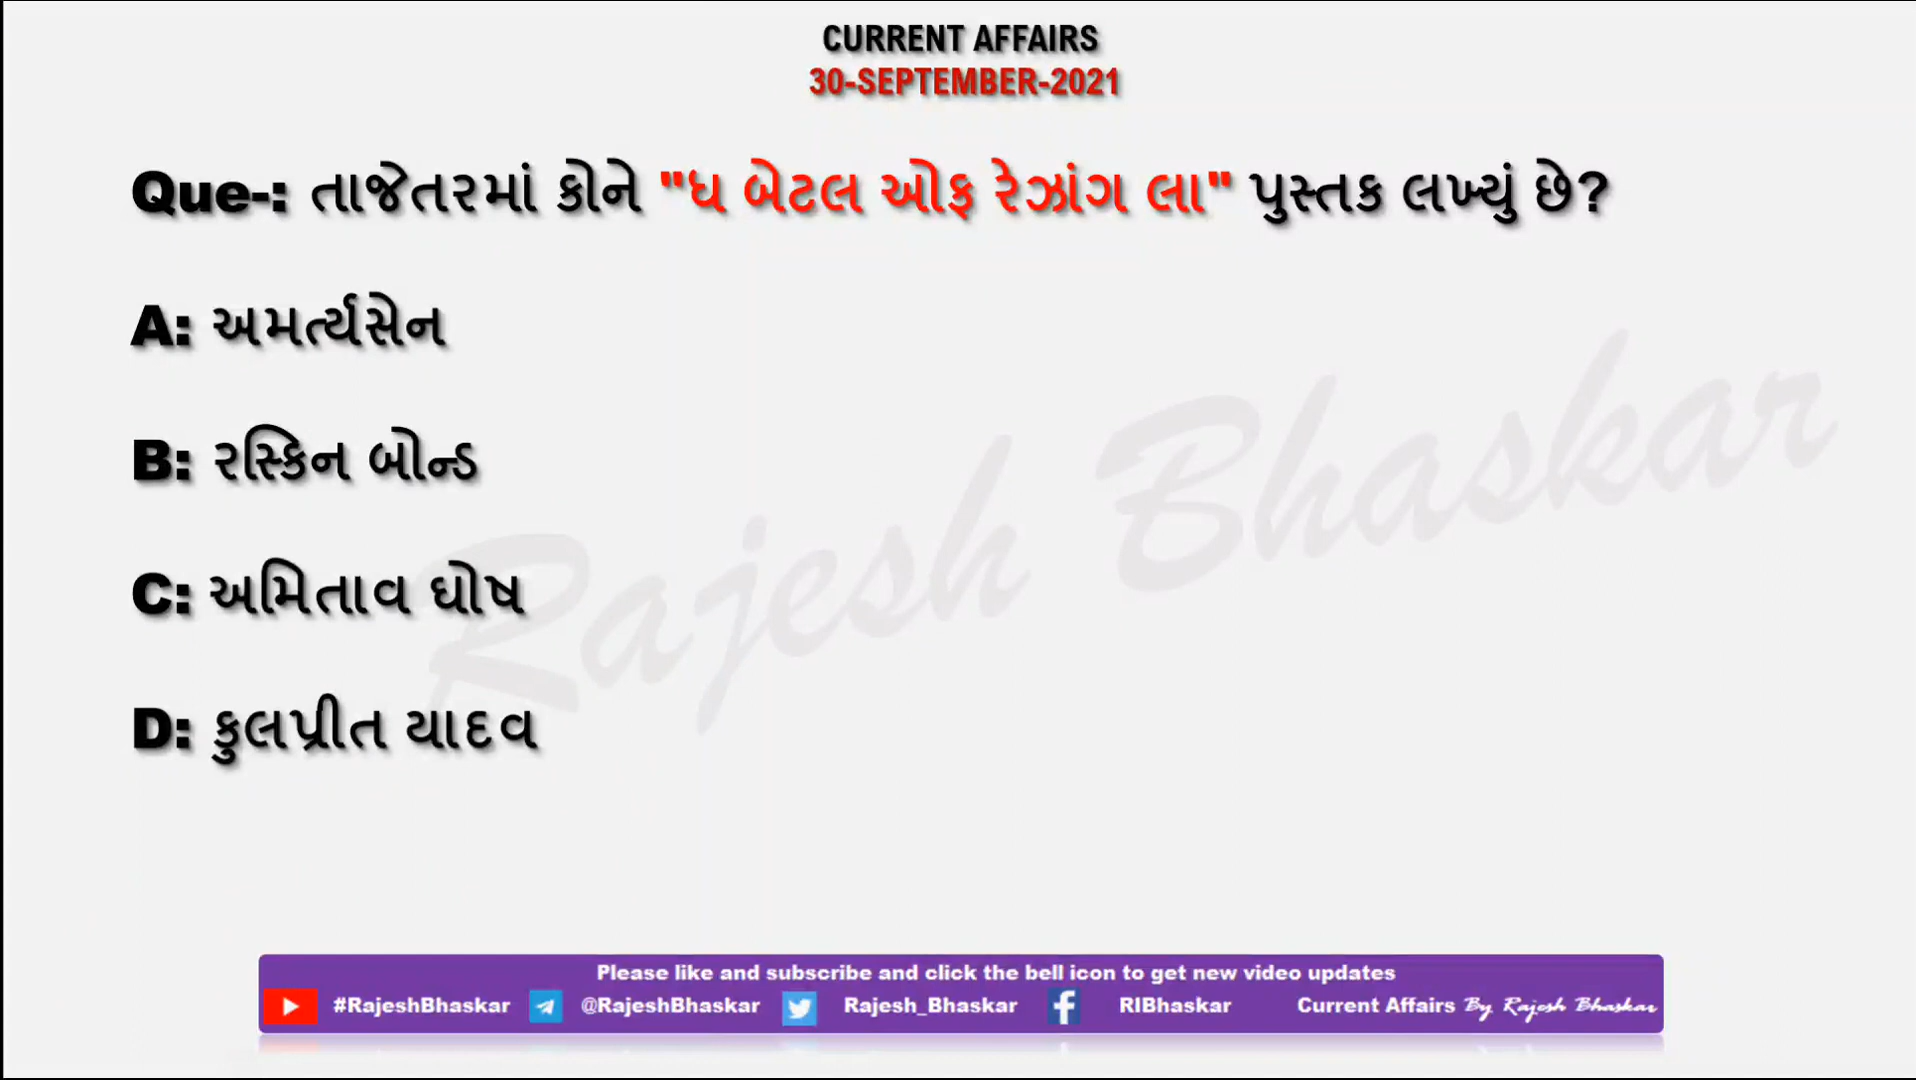 CURRENT AFFAIRS
30-SEPTEMBER-2021
Que-: તાજેતરમાં કોને "ધ બેટલ ઓફ રેઝાંગ લા" પુસ્તક લખ્યું છે?
A: અમર્ત્યસેન
B: રસ્કિન બોન્ડ
C: અમિતાવ ઘોષ
D: કુલપ્રીત યાદવ
Rajesh Bhaskar
Please like and subscribe and click the bell icon to get new video updates
#RajeshBhaskar @RajeshBhaskar Rajesh_Bhaskar RIBhaskar Current Affairs By Rajesh Bhaskar